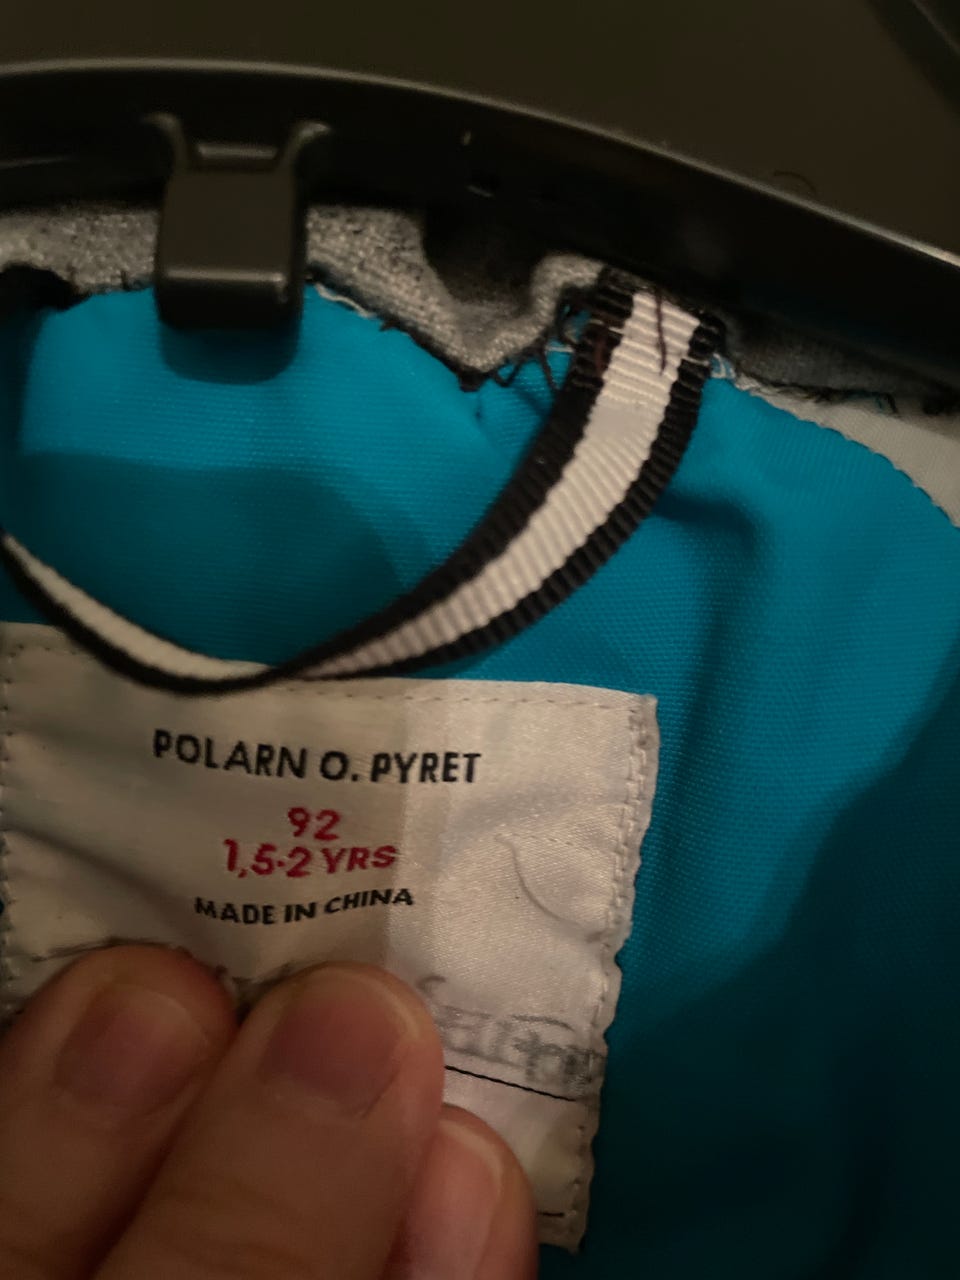 POLARN O. PYRET
92
1,5-2 YRS
MADE IN CHINA